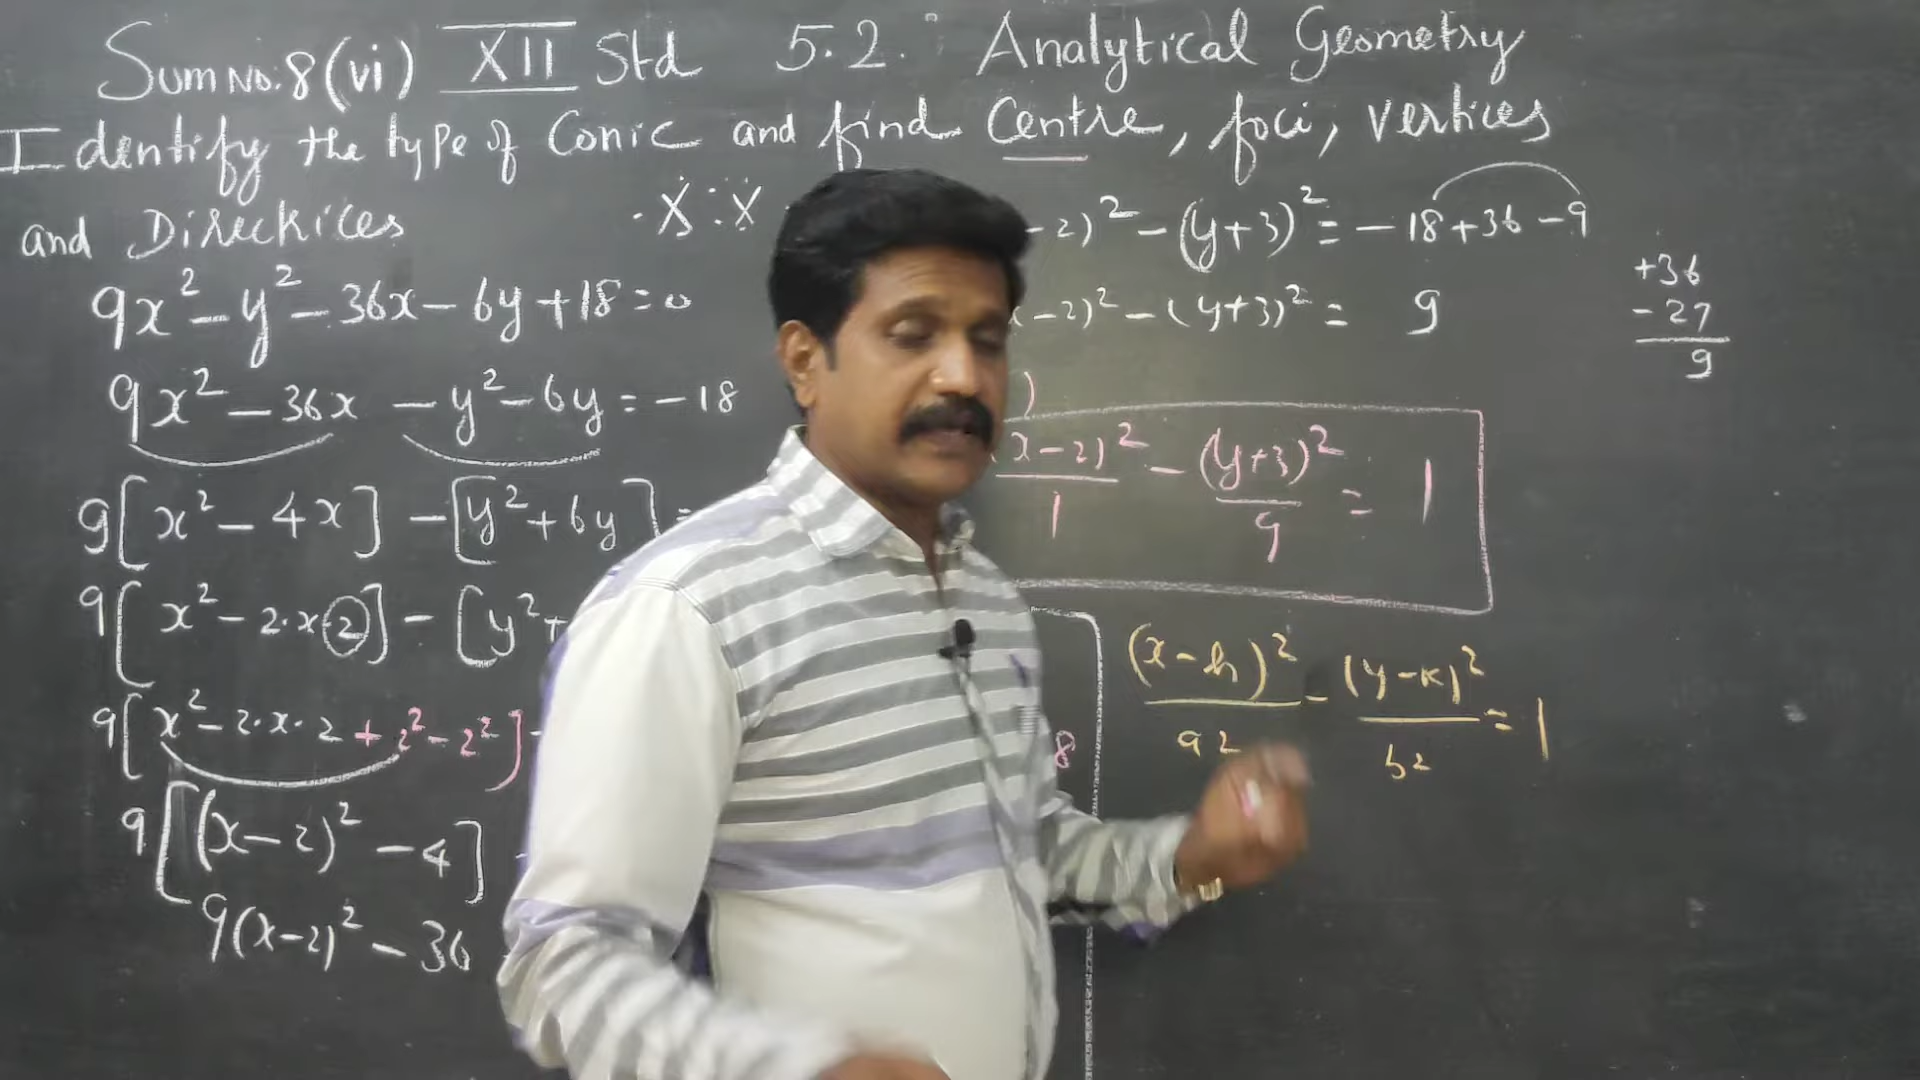 Sum No: 8(vi) XII Std 5.2. Analytical Geometry
Identify the type of Conic and find Centre, foci, vertices
and Directrices
9x² - y² - 36x - 6y + 18 = 0
9x² - 36x - y² - 6y = -18
9[x² - 4x] - [y² + 6y] =
9[x² - 2·x②] - [y² +
9[x² - 2·x·2 + 2² - 2²]
9[(x-2)² - 4]
9(x-2)² - 36
-2)² - (y+3)² = -18 + 36 - 9
x-2)² - (y+3)² = 9
+36
-27
9
(x-2)²/1 - (y+3)²/9 = 1
8
(x-h)²/a² - (y-k)²/b² = 1